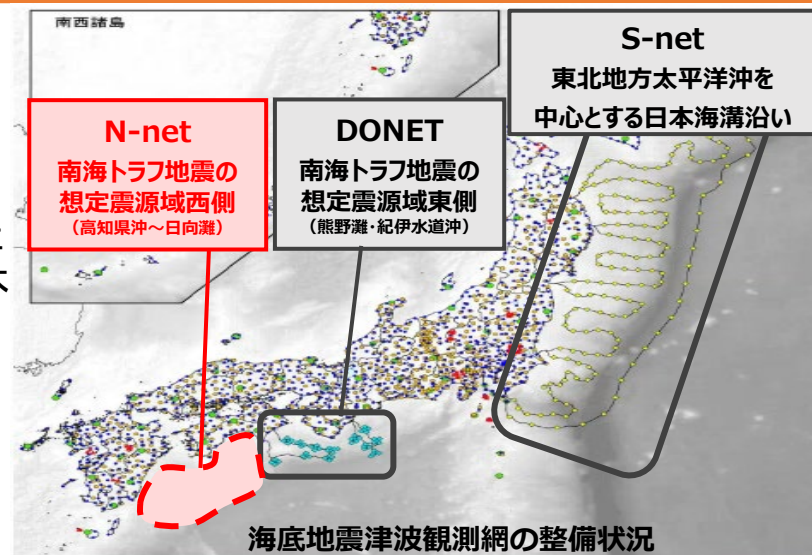 南西諸島
S-net
東北地方太平洋沖を
中心とする日本海溝沿い
N-net
南海トラフ地震の
想定震源域西側
（高知県沖～日向灘）
DONET
南海トラフ地震の
想定震源域東側
（熊野灘・紀伊水道沖）
海底地震津波観測網の整備状況